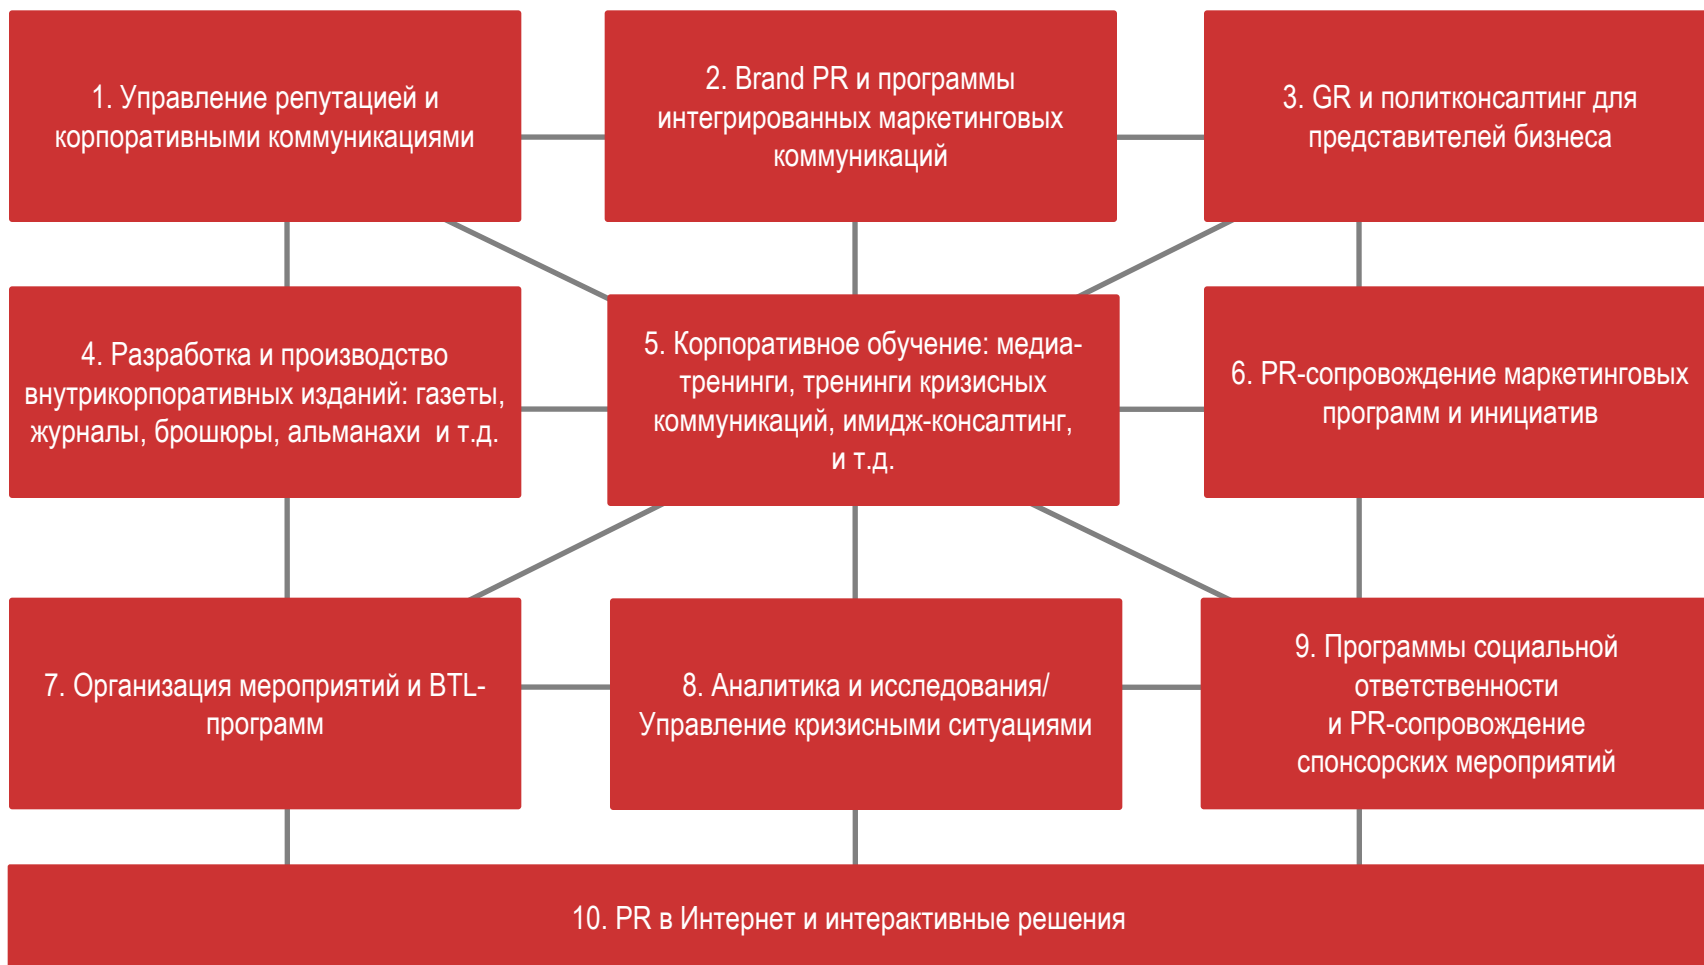 1. Управление репутацией и
корпоративными коммуникациями
2. Brand PR и программы
интегрированных маркетинговых
коммуникаций
3. GR и политконсалтинг для
представителей бизнеса
4. Разработка и производство
внутрикорпоративных изданий: газеты,
журналы, брошюры, альманахи  и т.д.
5. Корпоративное обучение: медиа-
тренинги, тренинги кризисных
коммуникаций, имидж-консалтинг,
и т.д.
6. PR-сопровождение маркетинговых
программ и инициатив
7. Организация мероприятий и BTL-
программ
8. Аналитика и исследования/
Управление кризисными ситуациями
9. Программы социальной
ответственности
и PR-сопровождение
спонсорских мероприятий
10. PR в Интернет и интерактивные решения